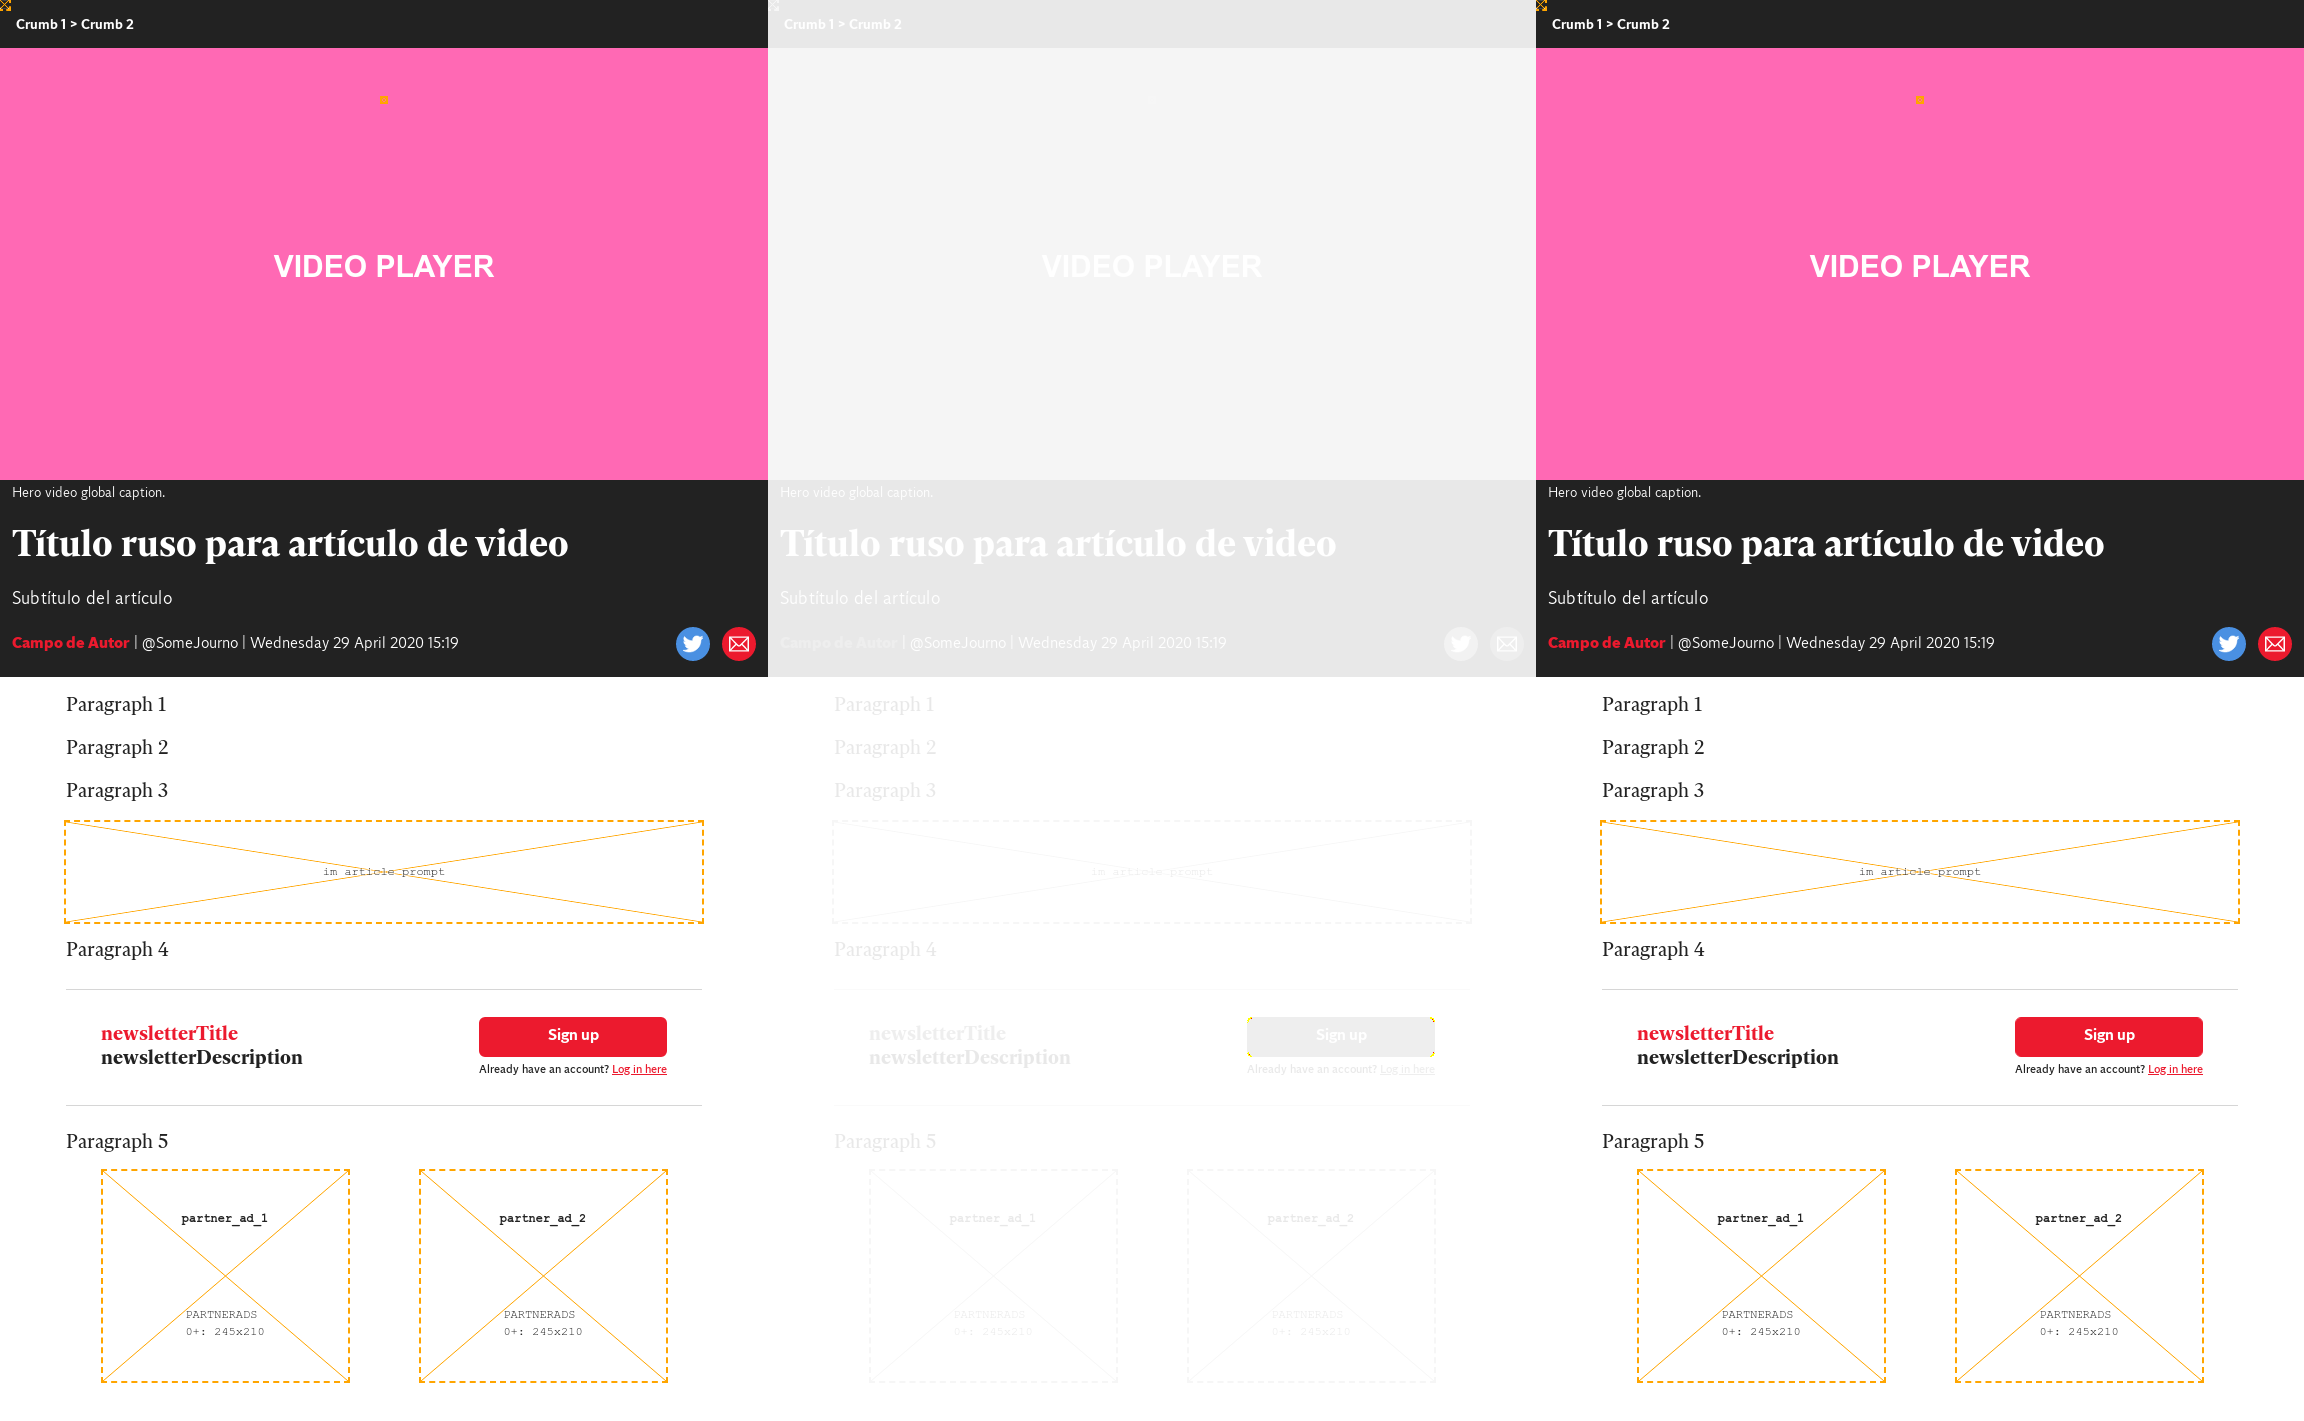 Crumb 1 > Crumb 2
VIDEO PLAYER
Hero video global caption.
Título ruso para artículo de video
Subtítulo del artículo
Campo de Autor | @SomeJourno | Wednesday 29 April 2020 15:19
Paragraph 1
Paragraph 2
Paragraph 3
im article prompt
Paragraph 4
newsletterTitle
newsletterDescription
Sign up
Already have an account? Log in here
Paragraph 5
partner_ad_1
PARTNERADS
0+: 245x210
partner_ad_2
PARTNERADS
0+: 245x210
Crumb 1 > Crumb 2
VIDEO PLAYER
Hero video global caption.
Título ruso para artículo de video
Subtítulo del artículo
Campo de Autor | @SomeJourno | Wednesday 29 April 2020 15:19
Paragraph 1
Paragraph 2
Paragraph 3
im article prompt
Paragraph 4
newsletterTitle
newsletterDescription
Sign up
Already have an account? Log in here
Paragraph 5
partner_ad_1
PARTNERADS
0+: 245x210
partner_ad_2
PARTNERADS
0+: 245x210
Crumb 1 > Crumb 2
VIDEO PLAYER
Hero video global caption.
Título ruso para artículo de video
Subtítulo del artículo
Campo de Autor | @SomeJourno | Wednesday 29 April 2020 15:19
Paragraph 1
Paragraph 2
Paragraph 3
im article prompt
Paragraph 4
newsletterTitle
newsletterDescription
Sign up
Already have an account? Log in here
Paragraph 5
partner_ad_1
PARTNERADS
0+: 245x210
partner_ad_2
PARTNERADS
0+: 245x210